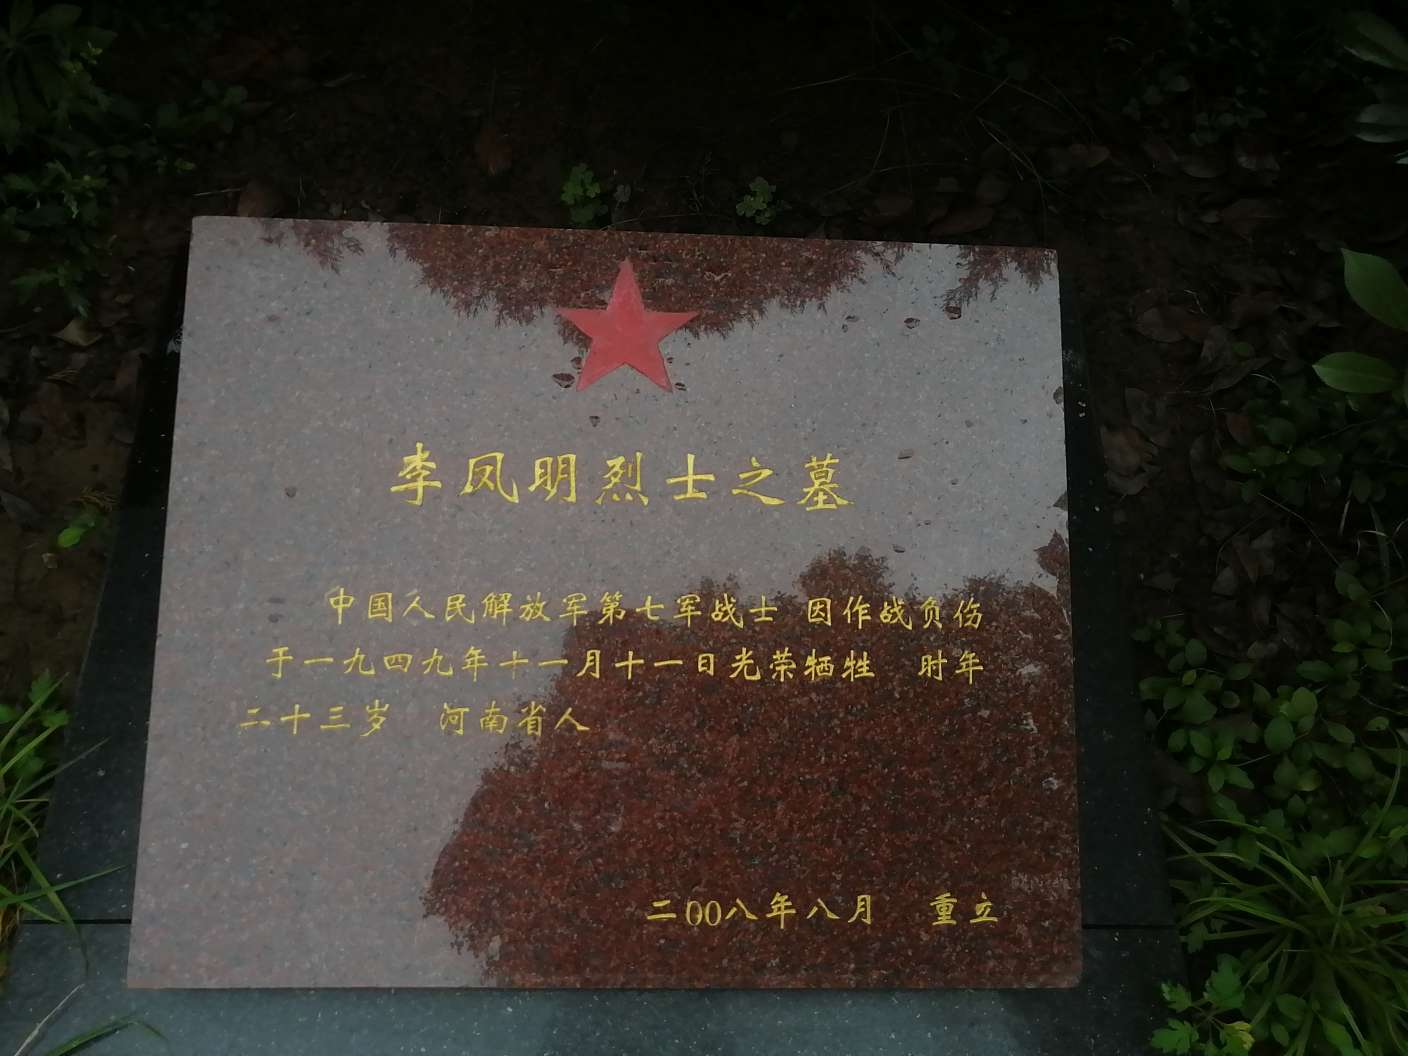 李凤明烈士之墓
中国人民解放军第七军战士 因作战负伤
于一九四九年十一月十一日光荣牺牲 时年
二十三岁 河南省人
二00八年八月 重立